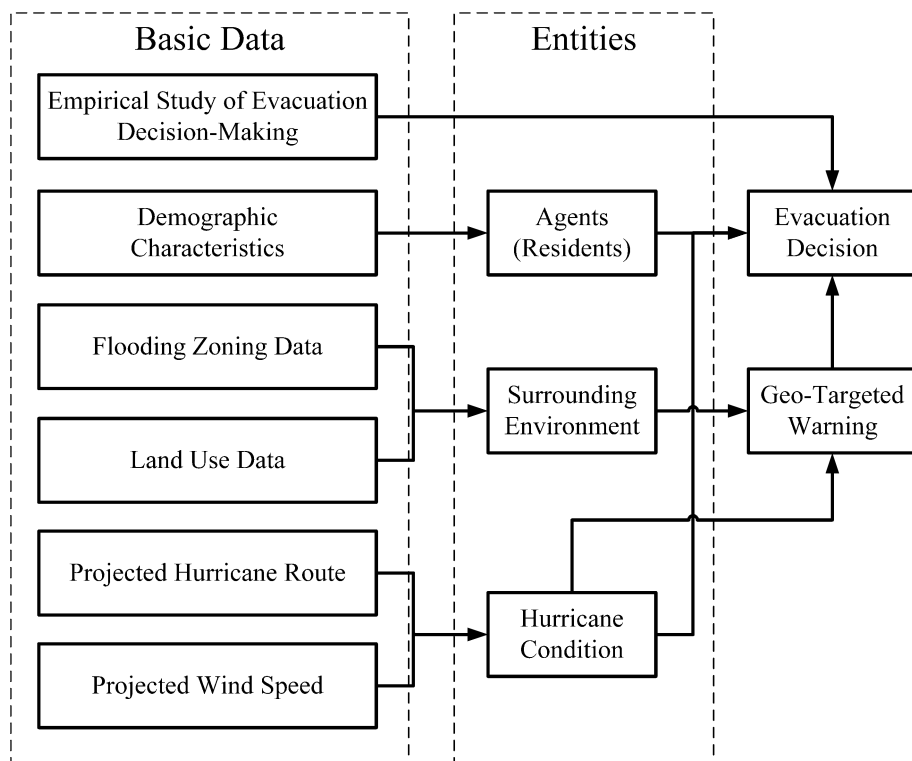 Basic Data
Empirical Study of Evacuation
Decision-Making
Demographic
Characteristics
Flooding Zoning Data
Land Use Data
Projected Hurricane Route
Projected Wind Speed
Entities
Agents
(Residents)
Surrounding
Environment
Hurricane
Condition
Evacuation
Decision
Geo-Targeted
Warning